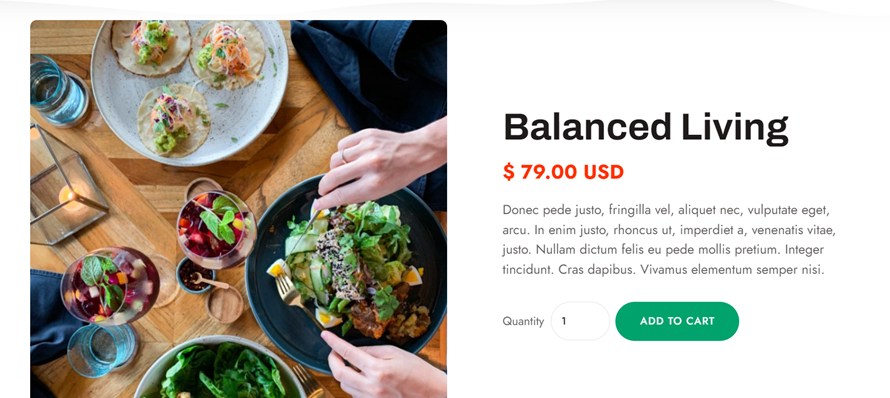 Balanced Living
$ 79.00 USD
Donec pede justo, fringilla vel, aliquet nec, vulputate eget,
arcu. In enim justo, rhoncus ut, imperdiet a, venenatis vitae,
justo. Nullam dictum felis eu pede mollis pretium. Integer
tincidunt. Cras dapibus. Vivamus elementum semper nisi.
Quantity 1 ADD TO CART